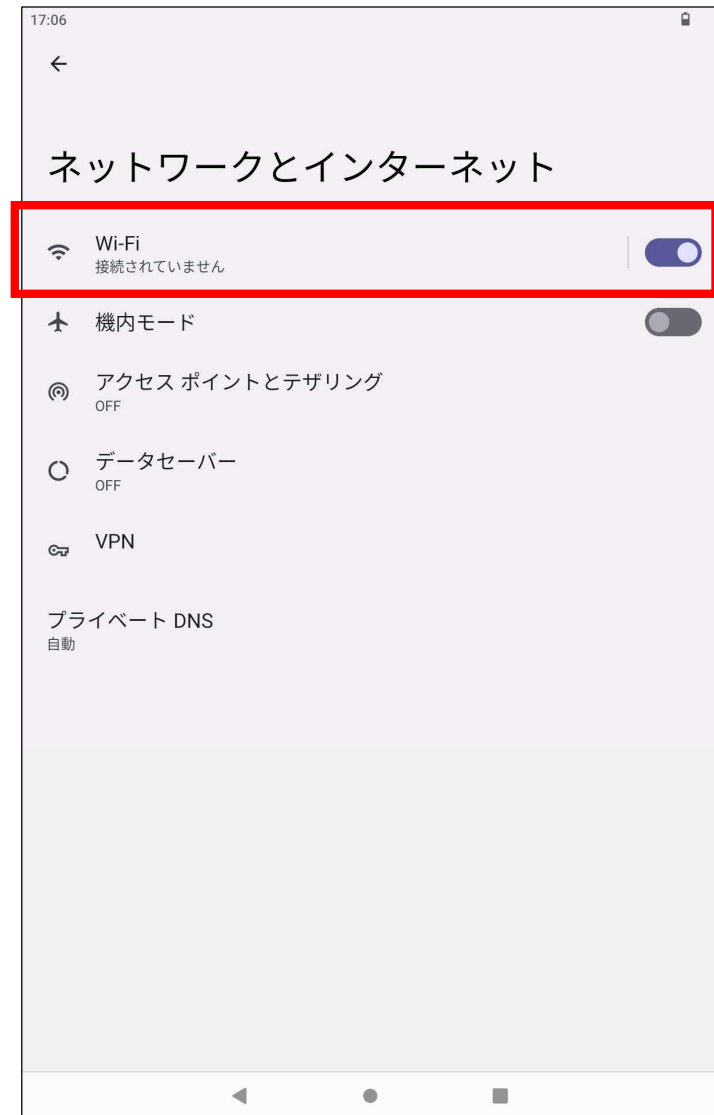 17:06
ネットワークとインターネット
Wi-Fi
接続されていません
機内モード
アクセス ポイントとテザリング
OFF
データセーバー
OFF
VPN
プライベート DNS
自動